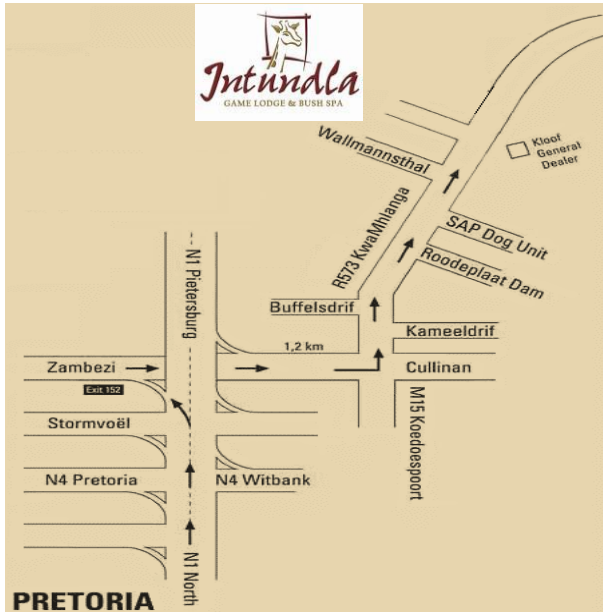 Intundla
GAME LODGE & BUSH SPA
Wallmannsthal
Kloof
General
Dealer
R573 KwaMhlanga
SAP Dog Unit
Roodeplaat Dam
N1 Pietersburg
Buffelsdrif
Kameeldrif
1,2 km
Zambezi
Cullinan
Exit 152
M15 Koedoespoort
Stormvoël
N4 Pretoria
N4 Witbank
N1 North
PRETORIA